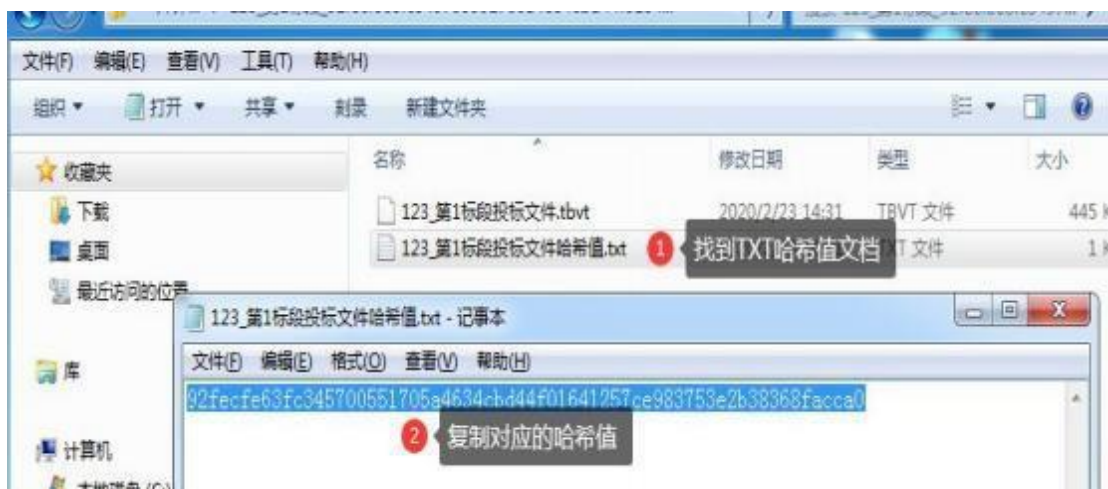 文件(F) 编辑(E) 查看(V) 工具(T) 帮助(H)
组织 打开 共享 刻录 新建文件夹
名称 修改日期 类型 大小
收藏夹
下载
桌面
最近访问的位置
库
计算机
123_第1标段投标文件.tbvt 2020/2/23 14:31 TBVT 文件 445
123_第1标段投标文件哈希值.txt 1 找到TXT哈希值文档 文件 1
123_第1标段投标文件哈希值.txt - 记事本
文件(F) 编辑(E) 格式(O) 查看(V) 帮助(H)
92fecfe63fc345700551705a4634cbd44f01641257ce983753e2b38368facca0
2 复制对应的哈希值